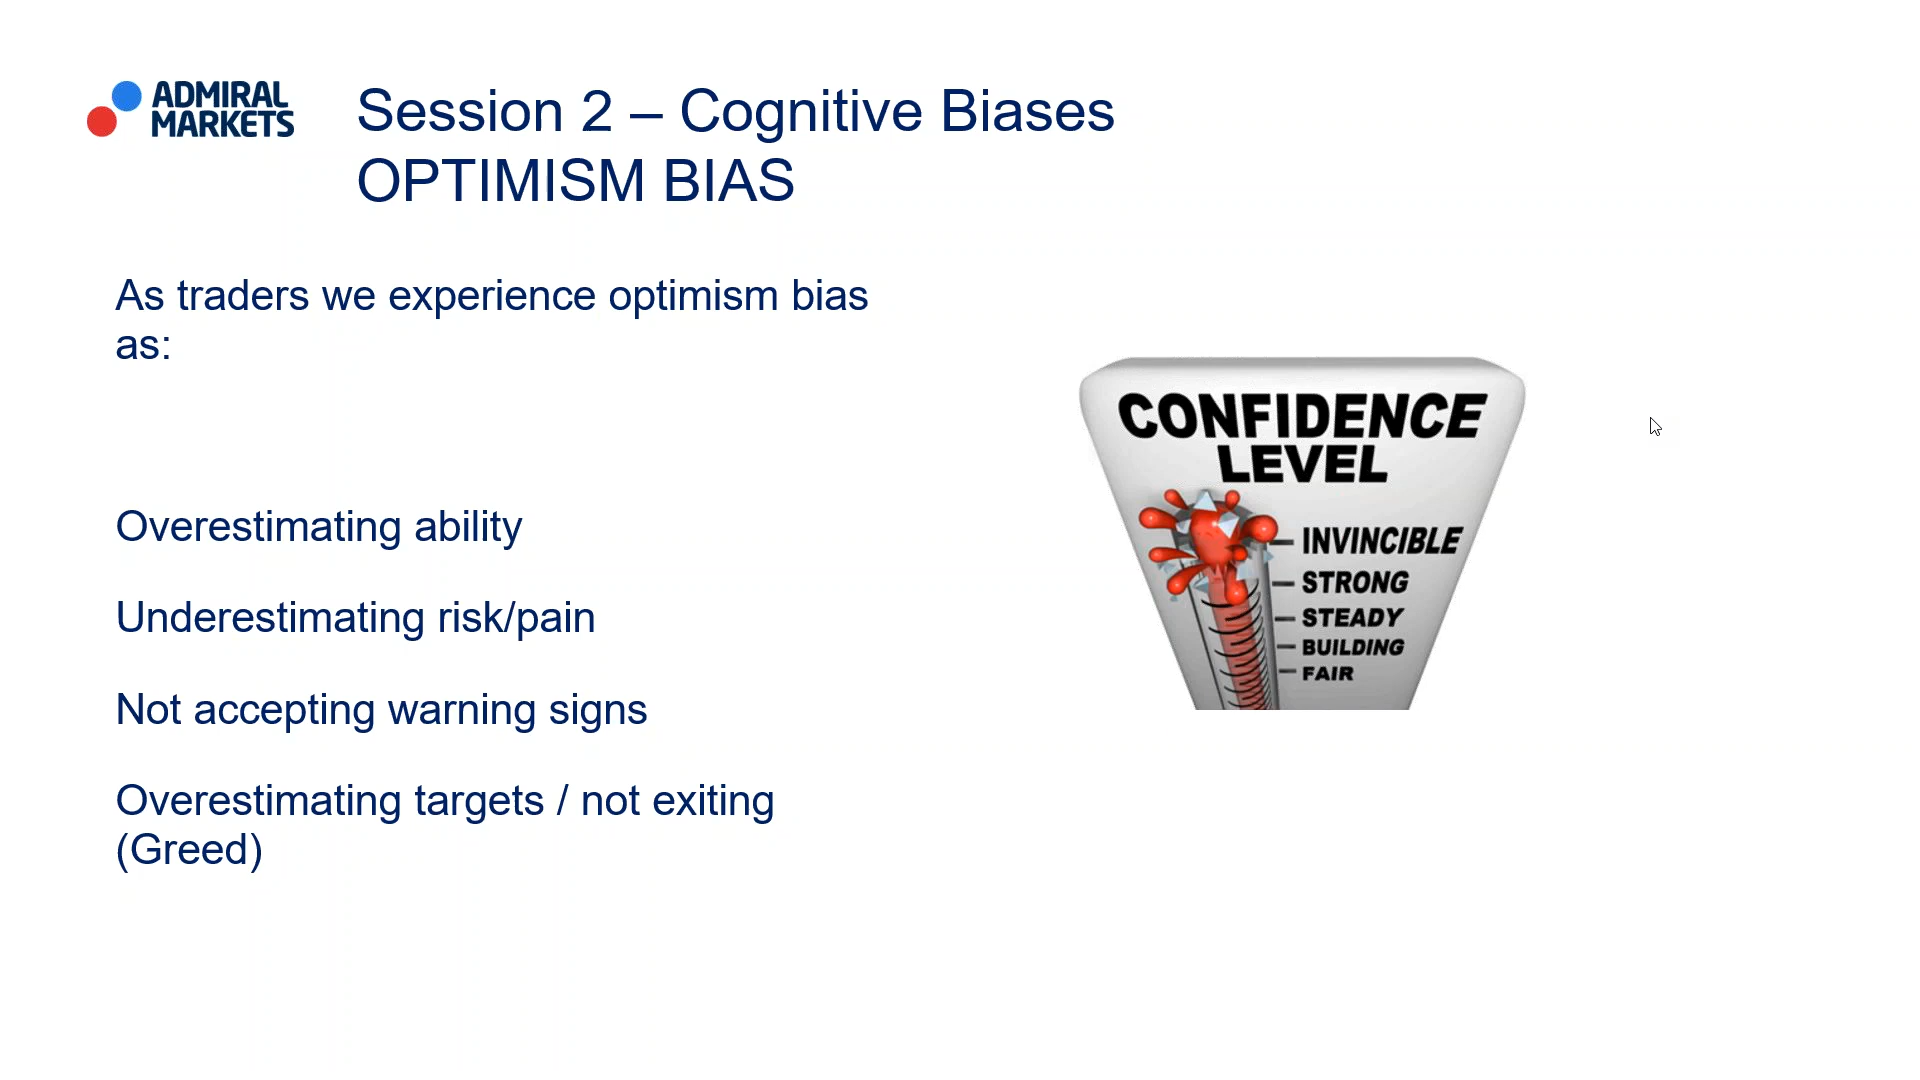 ADMIRAL
MARKETS
Session 2 – Cognitive Biases
OPTIMISM BIAS
As traders we experience optimism bias
as:
Overestimating ability
Underestimating risk/pain
Not accepting warning signs
Overestimating targets / not exiting
(Greed)
CONFIDENCE
LEVEL
INVINCIBLE
STRONG
STEADY
BUILDING
FAIR